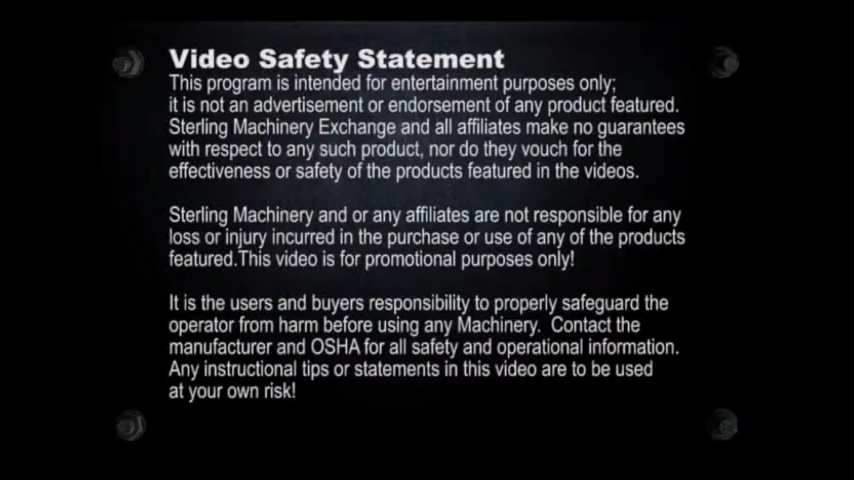 Video Safety Statement
This program is intended for entertainment purposes only;
it is not an advertisement or endorsement of any product featured.
Sterling Machinery Exchange and all affiliates make no guarantees
with respect to any such product, nor do they vouch for the
effectiveness or safety of the products featured in the videos.
Sterling Machinery and or any affiliates are not responsible for any
loss or injury incurred in the purchase or use of any of the products
featured.This video is for promotional purposes only!
It is the users and buyers responsibility to properly safeguard the
operator from harm before using any Machinery.  Contact the
manufacturer and OSHA for all safety and operational information.
Any instructional tips or statements in this video are to be used
at your own risk!